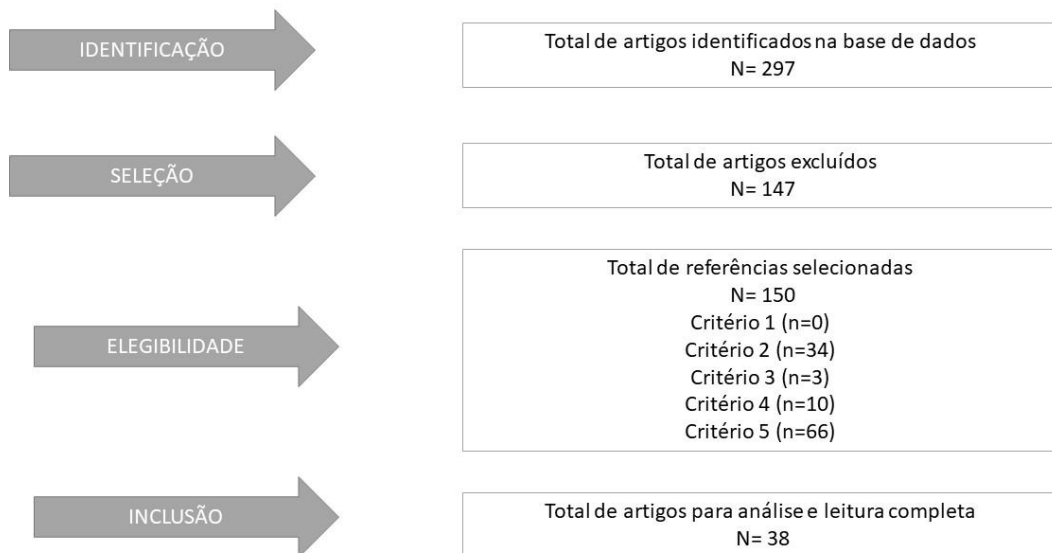 IDENTIFICAÇÃO
Total de artigos identificados na base de dados
N= 297
SELEÇÃO
Total de artigos excluídos
N= 147
ELEGIBILIDADE
Total de referências selecionadas
N= 150
Critério 1 (n=0)
Critério 2 (n=34)
Critério 3 (n=3)
Critério 4 (n=10)
Critério 5 (n=66)
INCLUSÃO
Total de artigos para análise e leitura completa
N= 38